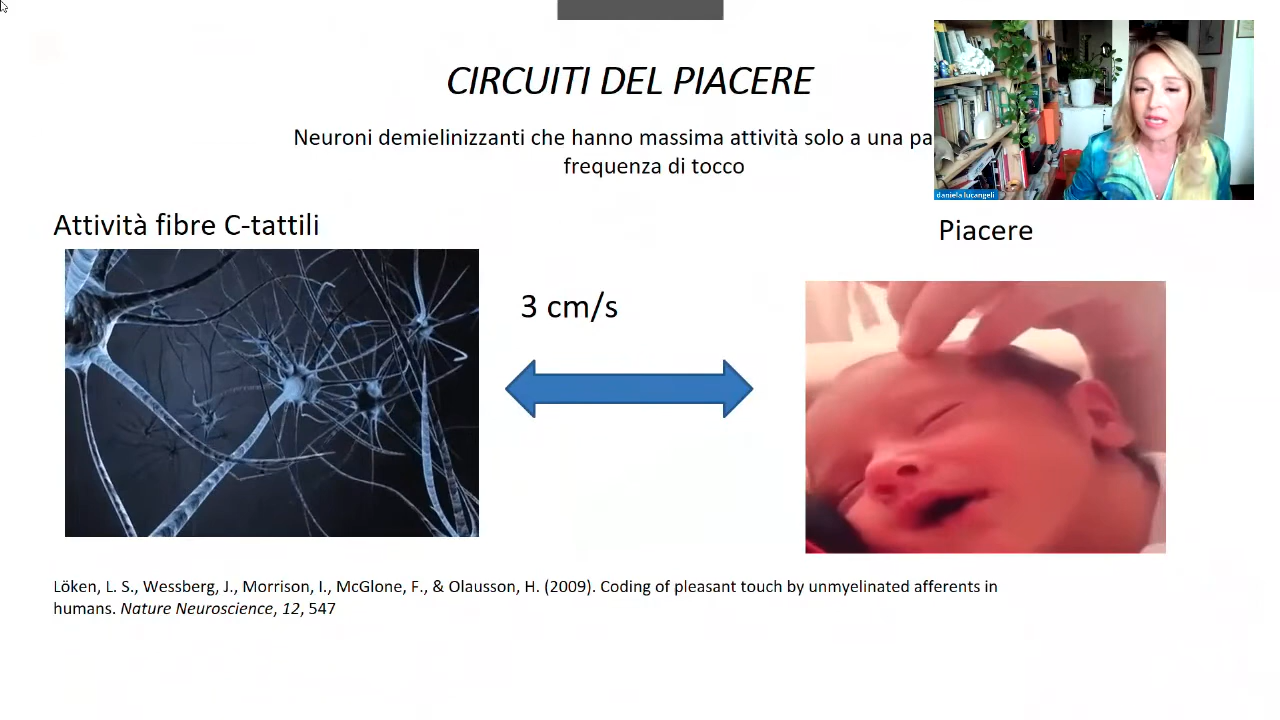 CIRCUITI DEL PIACERE
Neuroni demielinizzanti che hanno massima attività solo a una
frequenza di tocco
daniela lucangeli
Attività fibre C-tattili
Piacere
3 cm/s
Löken, L. S., Wessberg, J., Morrison, I., McGlone, F., & Olausson, H. (2009). Coding of pleasant touch by unmyelinated afferents in
humans. Nature Neuroscience, 12, 547